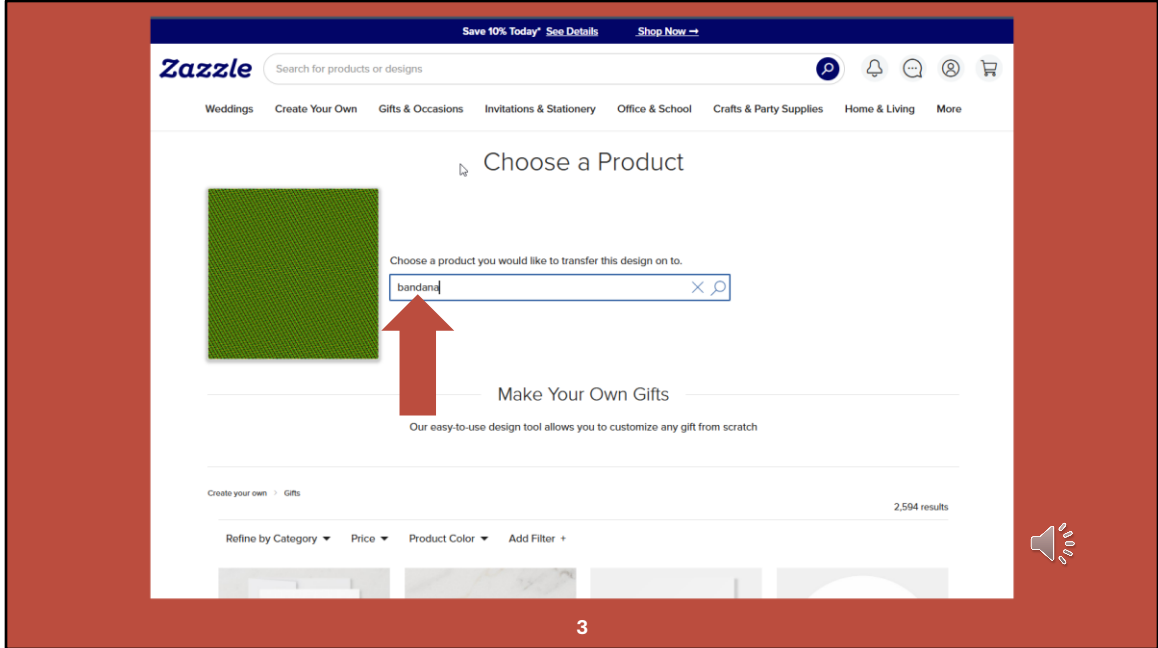 Save 10% Today* See Details Shop Now →
Zazzle Search for products or designs
Weddings Create Your Own Gifts & Occasions Invitations & Stationery Office & School Crafts & Party Supplies Home & Living More
Choose a Product
Choose a product you would like to transfer this design on to.
bandana
Make Your Own Gifts
Our easy-to-use design tool allows you to customize any gift from scratch
Create your own > Gifts
2,594 results
Refine by Category Price Product Color Add Filter +
3